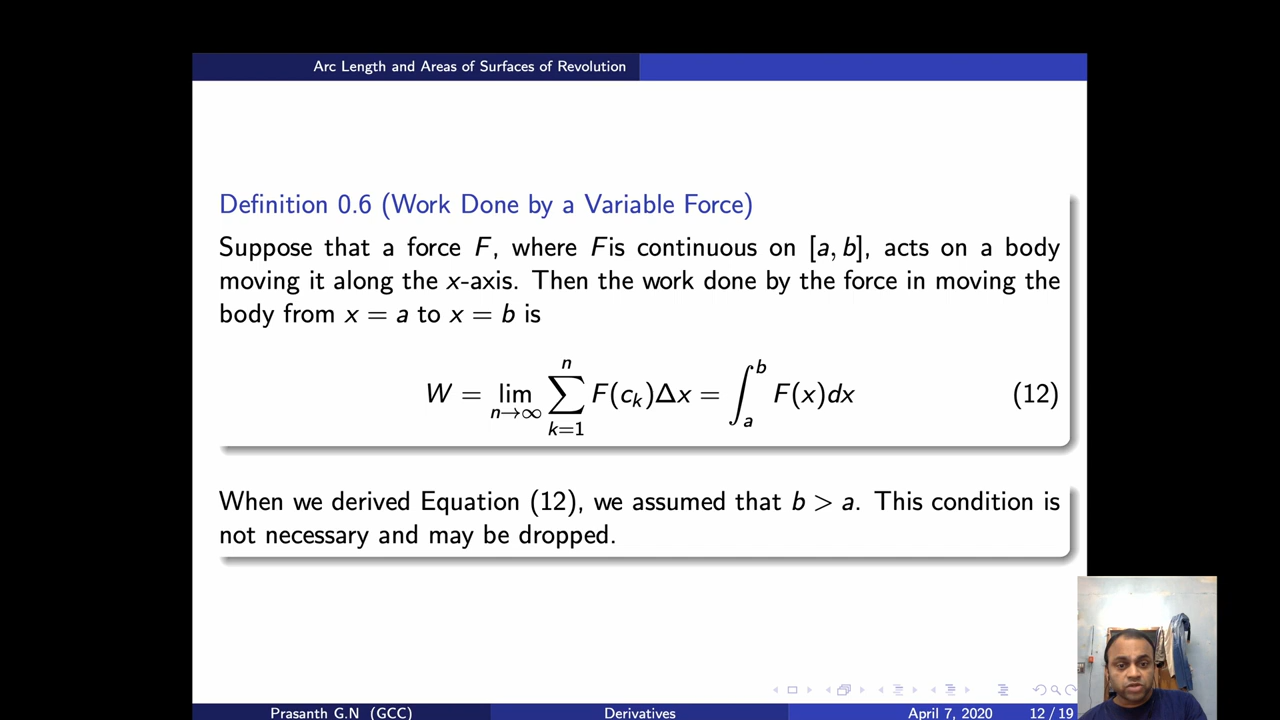 Arc Length and Areas of Surfaces of Revolution
Definition 0.6 (Work Done by a Variable Force)
Suppose that a force F, where Fis continuous on [a, b], acts on a body
moving it along the x-axis. Then the work done by the force in moving the
body from x = a to x = b is
W = lim_{n→∞} ∑_{k=1}^{n} F(c_k)Δx = ∫_a^b F(x)dx (12)
When we derived Equation (12), we assumed that b > a. This condition is
not necessary and may be dropped.
Prasanth G.N (GCC) Derivatives April 7, 2020 12 / 19